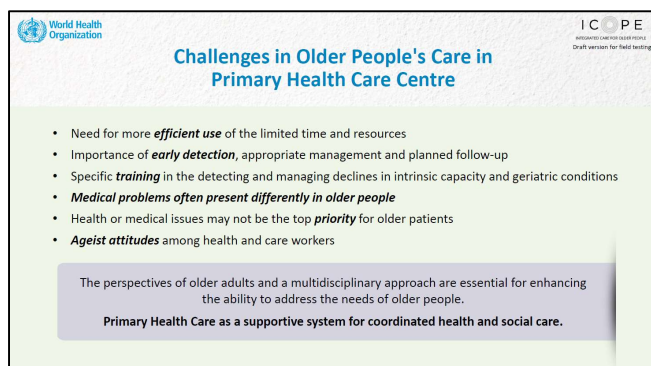 World Health
Organization
ICOPE
INTEGRATED CARE FOR OLDER PEOPLE
Draft version for field testing
Challenges in Older People's Care in
Primary Health Care Centre
• Need for more efficient use of the limited time and resources
• Importance of early detection, appropriate management and planned follow-up
• Specific training in the detecting and managing declines in intrinsic capacity and geriatric conditions
• Medical problems often present differently in older people
• Health or medical issues may not be the top priority for older patients
• Ageist attitudes among health and care workers
The perspectives of older adults and a multidisciplinary approach are essential for enhancing
the ability to address the needs of older people.
Primary Health Care as a supportive system for coordinated health and social care.